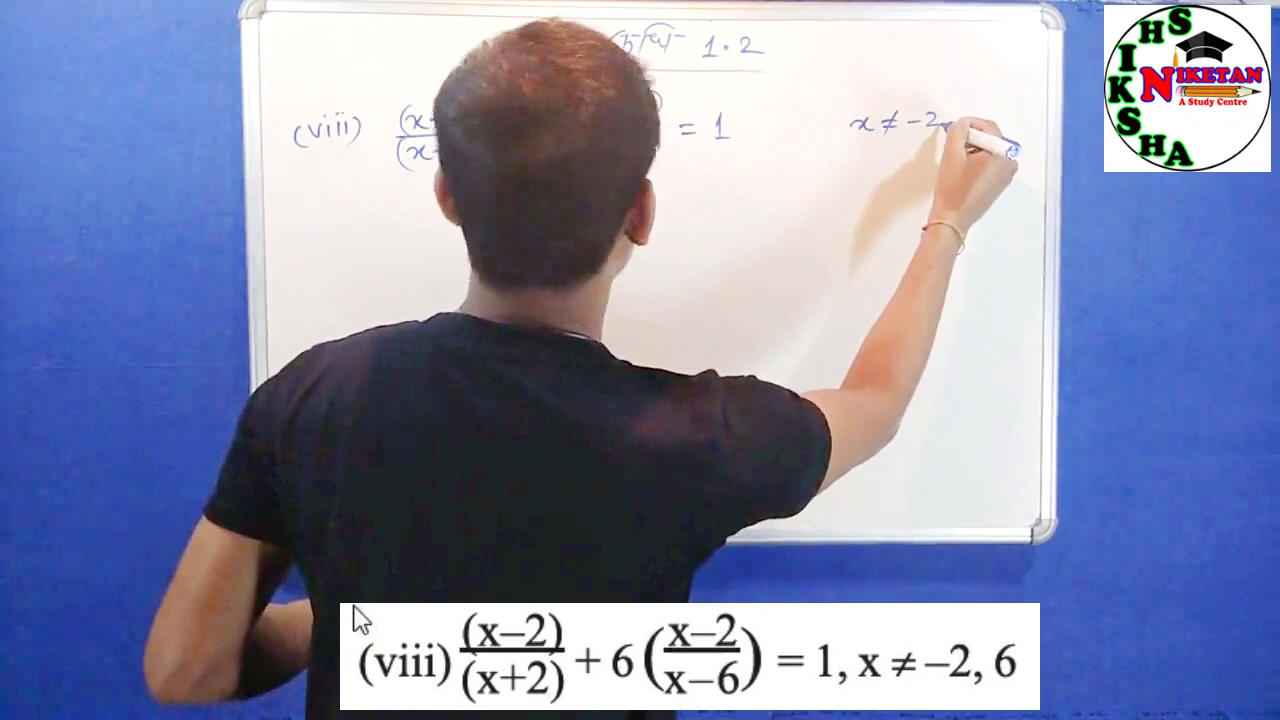 1.2
(viii) (x
(x
= 1
x ≠ -2
SHIKSHA
NIKETAN
A Study Centre
(viii) (x–2)/(x+2) + 6 ((x–2)/(x–6)) = 1, x ≠ –2, 6